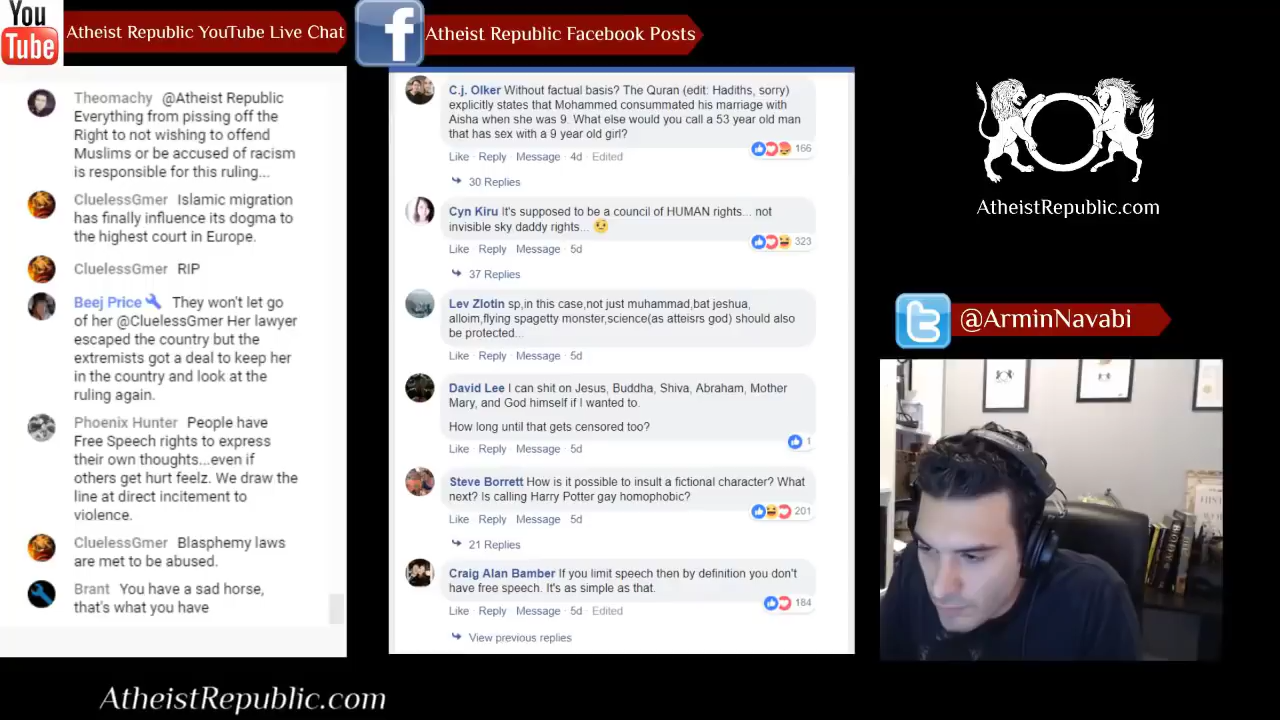 You
Tube
Atheist Republic YouTube Live Chat
f
Atheist Republic Facebook Posts
Theomachy @Atheist Republic
Everything from pissing off the
Right to not wishing to offend
Muslims or be accused of racism
is responsible for this ruling...
CluelessGmer Islamic migration
has finally influence its dogma to
the highest court in Europe.
CluelessGmer RIP
Beej Price They won't let go
of her @CluelessGmer Her lawyer
escaped the country but the
extremists got a deal to keep her
in the country and look at the
ruling again.
Phoenix Hunter People have
Free Speech rights to express
their own thoughts...even if
others get hurt feelz. We draw the
line at direct incitement to
violence.
CluelessGmer Blasphemy laws
are met to be abused.
Brant You have a sad horse,
that's what you have
C.j. Olker Without factual basis? The Quran (edit: Hadiths, sorry)
explicitly states that Mohammed consummated his marriage with
Aisha when she was 9. What else would you call a 53 year old man
that has sex with a 9 year old girl?
166
Like Reply Message 4d Edited
30 Replies
Cyn Kiru It's supposed to be a council of HUMAN rights... not
invisible sky daddy rights...
323
Like Reply Message 5d
37 Replies
Lev Zlotin sp,in this case,not just muhammad,bat jeshua,
alloim,flying spagetty monster,science(as atteisrs god) should also
be protected...
Like Reply Message 5d
David Lee I can shit on Jesus, Buddha, Shiva, Abraham, Mother
Mary, and God himself if I wanted to.
How long until that gets censored too?
1
Like Reply Message 5d
Steve Borrett How is it possible to insult a fictional character? What
next? Is calling Harry Potter gay homophobic?
201
Like Reply Message 5d
21 Replies
Craig Alan Bamber If you limit speech then by definition you don't
have free speech. It's as simple as that.
184
Like Reply Message 5d Edited
View previous replies
AtheistRepublic.com
@ArminNavabi
AtheistRepublic.com